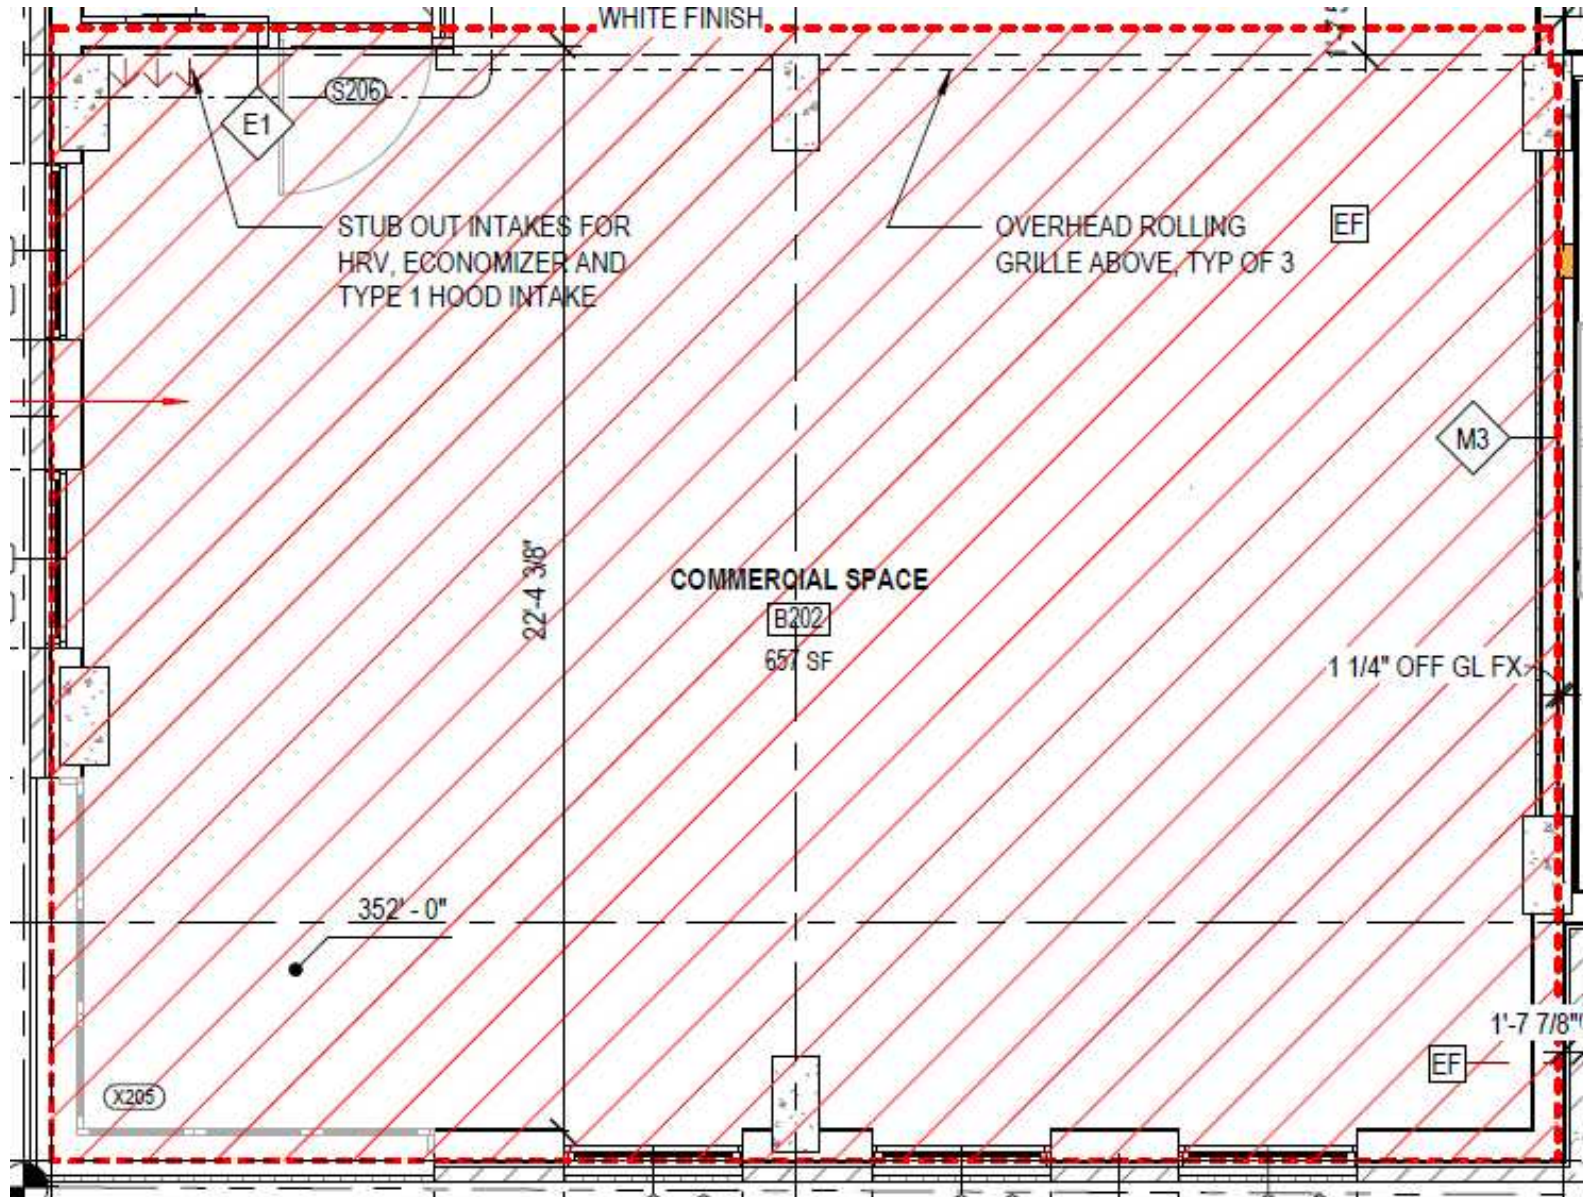 WHITE FINISH
S206
E1
STUB OUT INTAKES FOR
HRV, ECONOMIZER AND
TYPE 1 HOOD INTAKE
OVERHEAD ROLLING
GRILLE ABOVE, TYP OF 3
EF
M3
22'-4 3/8"
COMMERCIAL SPACE
B202
657 SF
1 1/4" OFF GL FX
352' - 0"
1'-7 7/8"
EF
X205